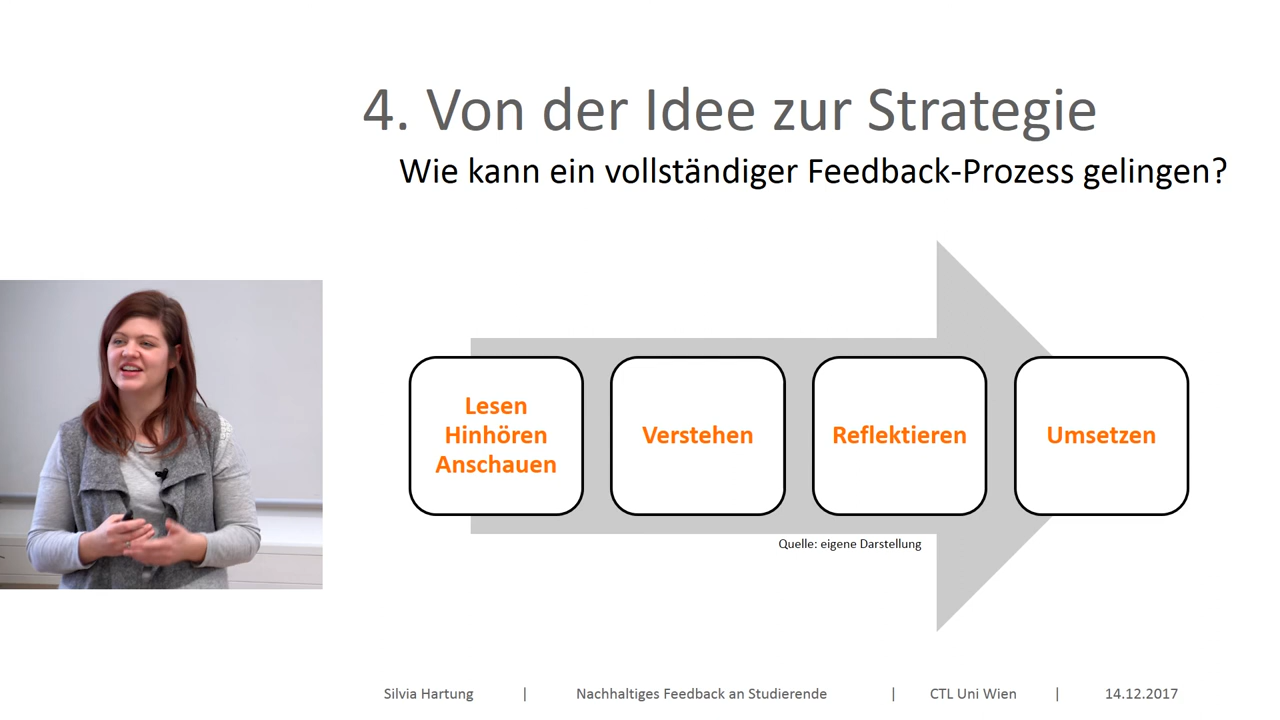 4. Von der Idee zur Strategie
Wie kann ein vollständiger Feedback-Prozess gelingen?
Lesen
Hinhören
Anschauen
Verstehen
Reflektieren
Umsetzen
Quelle: eigene Darstellung
Silvia Hartung | Nachhaltiges Feedback an Studierende | CTL Uni Wien | 14.12.2017